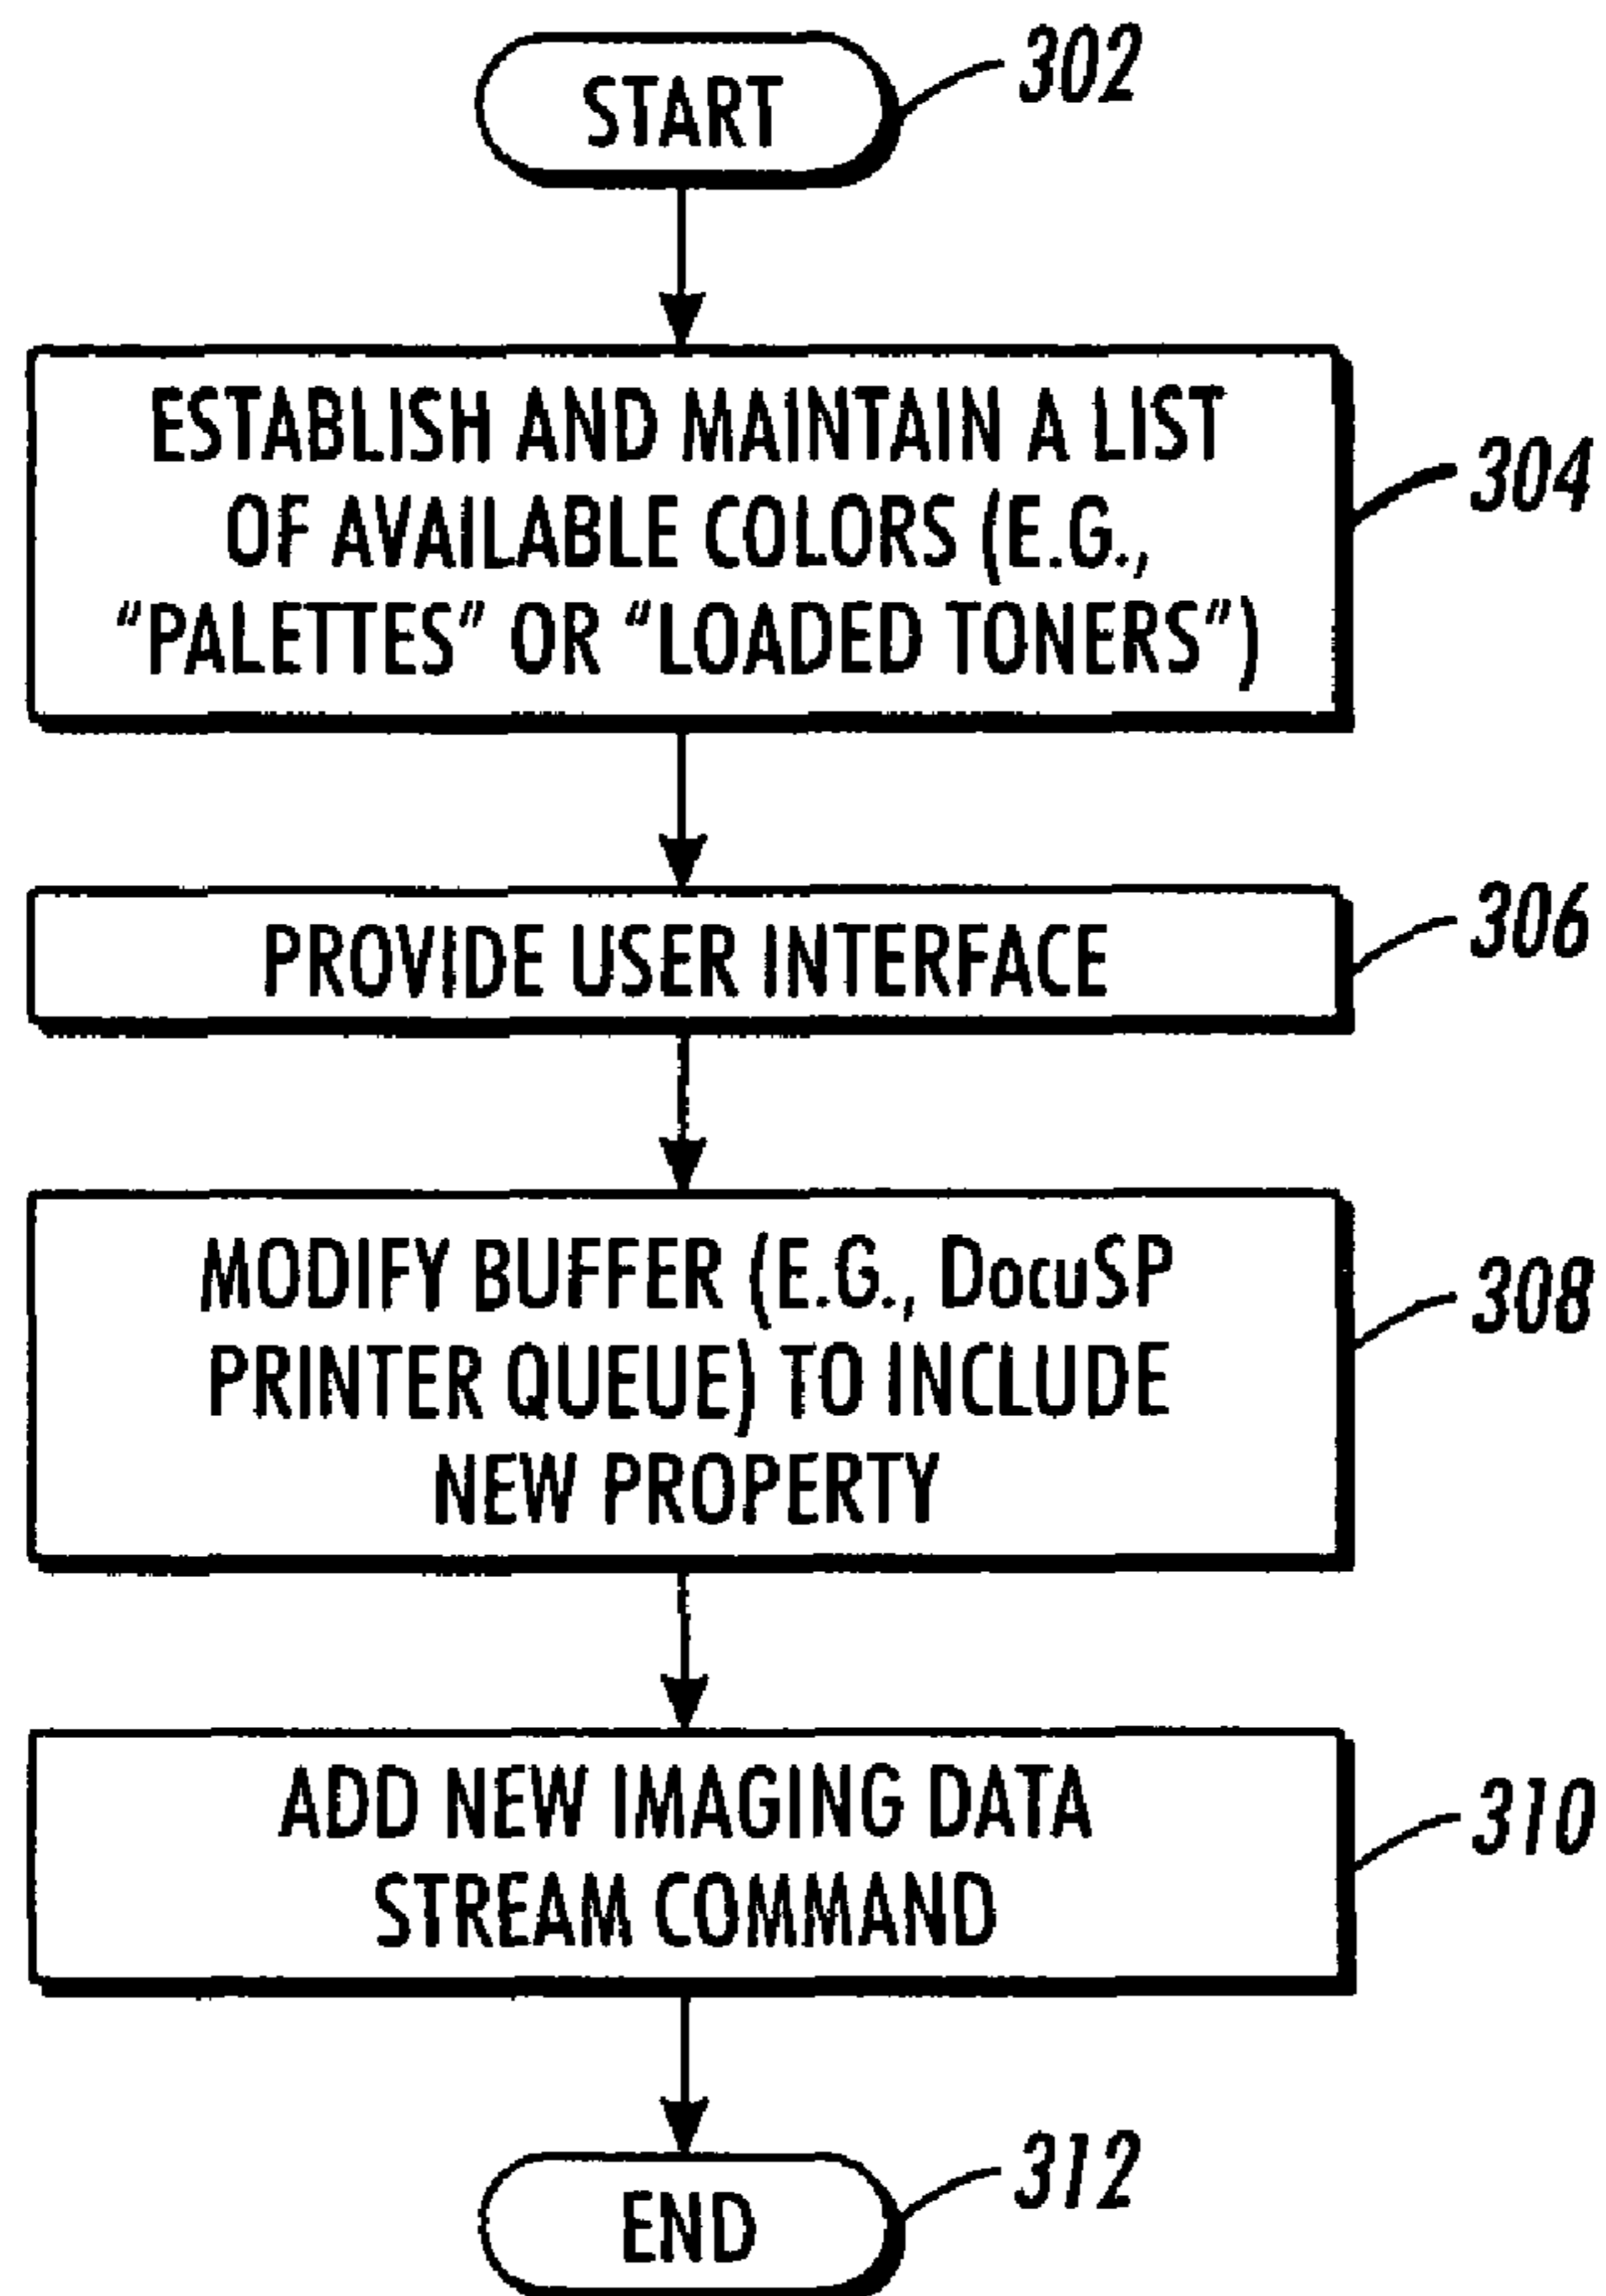 START
302
ESTABLISH AND MAINTAIN A LIST
OF AVAILABLE COLORS (E.G.,
"PALETTES" OR "LOADED TONERS")
304
PROVIDE USER INTERFACE
306
MODIFY BUFFER (E.G., DocuSP
PRINTER QUEUE) TO INCLUDE
NEW PROPERTY
308
ADD NEW IMAGING DATA
STREAM COMMAND
310
END
312